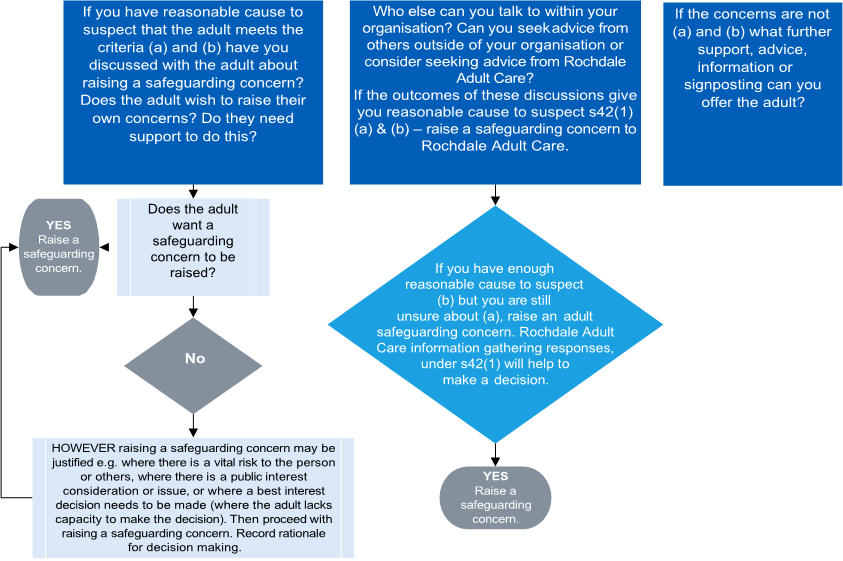 If you have reasonable cause to
suspect that the adult meets the
criteria (a) and (b) have you
discussed with the adult about
raising a safeguarding concern?
Does the adult wish to raise their
own concerns? Do they need
support to do this?
Who else can you talk to within your
organisation? Can you seek advice from
others outside of your organisation or
consider seeking advice from Rochdale
Adult Care?
If the outcomes of these discussions give
you reasonable cause to suspect s42(1)
(a) & (b) – raise a safeguarding concern to
Rochdale Adult Care.
If the concerns are not
(a) and (b) what further
support, advice,
information or
signposting can you
offer the adult?
YES
Raise a
safeguarding
concern.
Does the adult
want a
safeguarding
concern to be
raised?
If you have enough
reasonable cause to suspect
(b) but you are still
unsure about (a), raise an adult
safeguarding concern. Rochdale Adult
Care information gathering responses,
under s42(1) will help to
make a decision.
No
HOWEVER raising a safeguarding concern may be
justified e.g. where there is a vital risk to the person
or others, where there is a public interest
consideration or issue, or where a best interest
decision needs to be made (where the adult lacks
capacity to make the decision). Then proceed with
raising a safeguarding concern. Record rationale
for decision making.
YES
Raise a
safeguarding
concern.